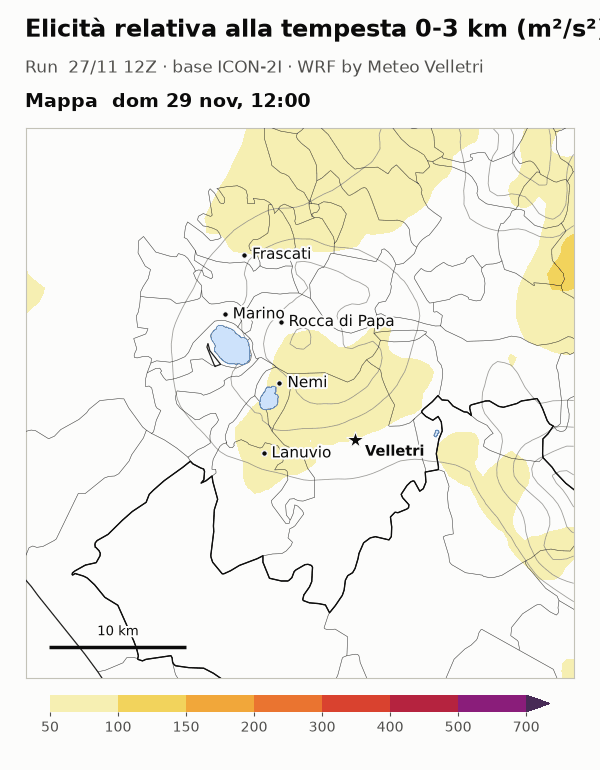 Elicità relativa alla tempesta 0-3 km (m²/s²)
Run 27/11 12Z · base ICON-2I · WRF by Meteo Velletri
Mappa dom 29 nov, 12:00
Frascati
Marino
Rocca di Papa
Nemi
Velletri
Lanuvio
10 km
50 100 150 200 300 400 500 700